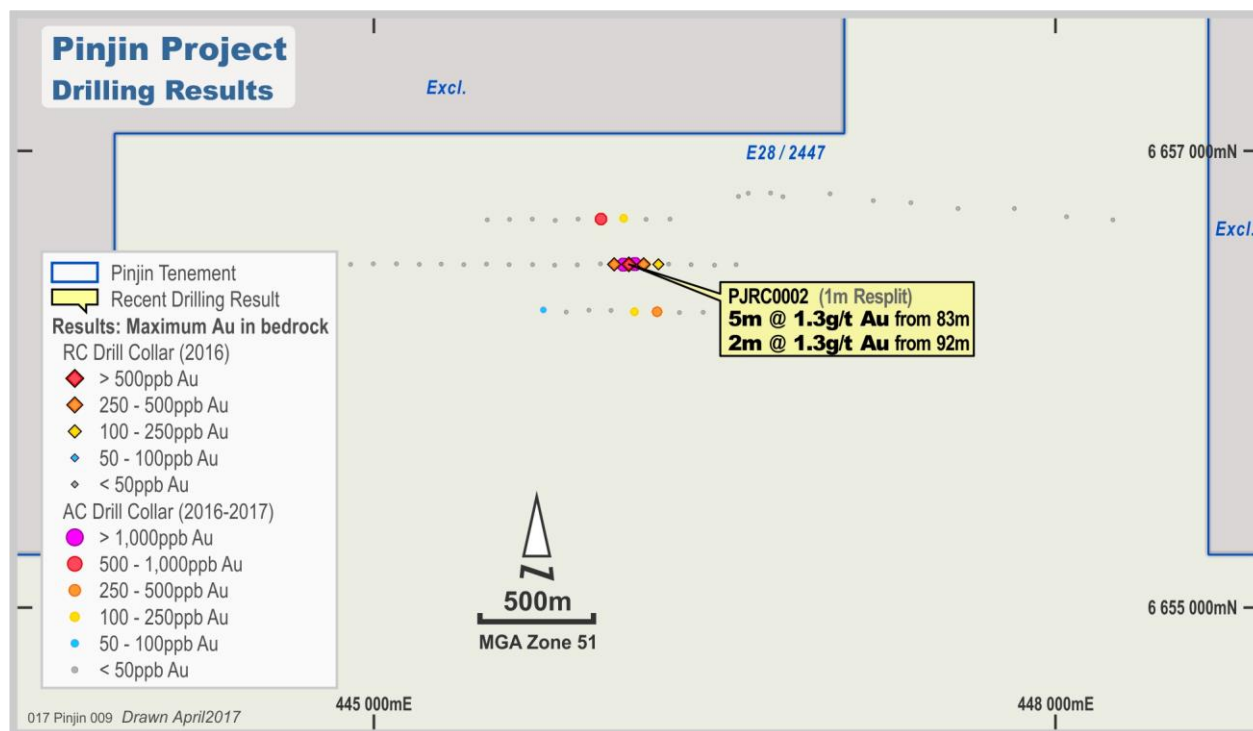 Pinjin Project
Drilling Results
Excl.
E28 / 2447
6 657 000mN
Excl.
Pinjin Tenement
Recent Drilling Result
Results: Maximum Au in bedrock
RC Drill Collar (2016)
> 500ppb Au
250 - 500ppb Au
100 - 250ppb Au
50 - 100ppb Au
< 50ppb Au
AC Drill Collar (2016-2017)
> 1,000ppb Au
500 - 1,000ppb Au
250 - 500ppb Au
100 - 250ppb Au
50 - 100ppb Au
< 50ppb Au
PJRC0002 (1m Resplit)
5m @ 1.3g/t Au from 83m
2m @ 1.3g/t Au from 92m
N
500m
MGA Zone 51
6 655 000mN
445 000mE
448 000mE
017 Pinjin 009 Drawn April2017